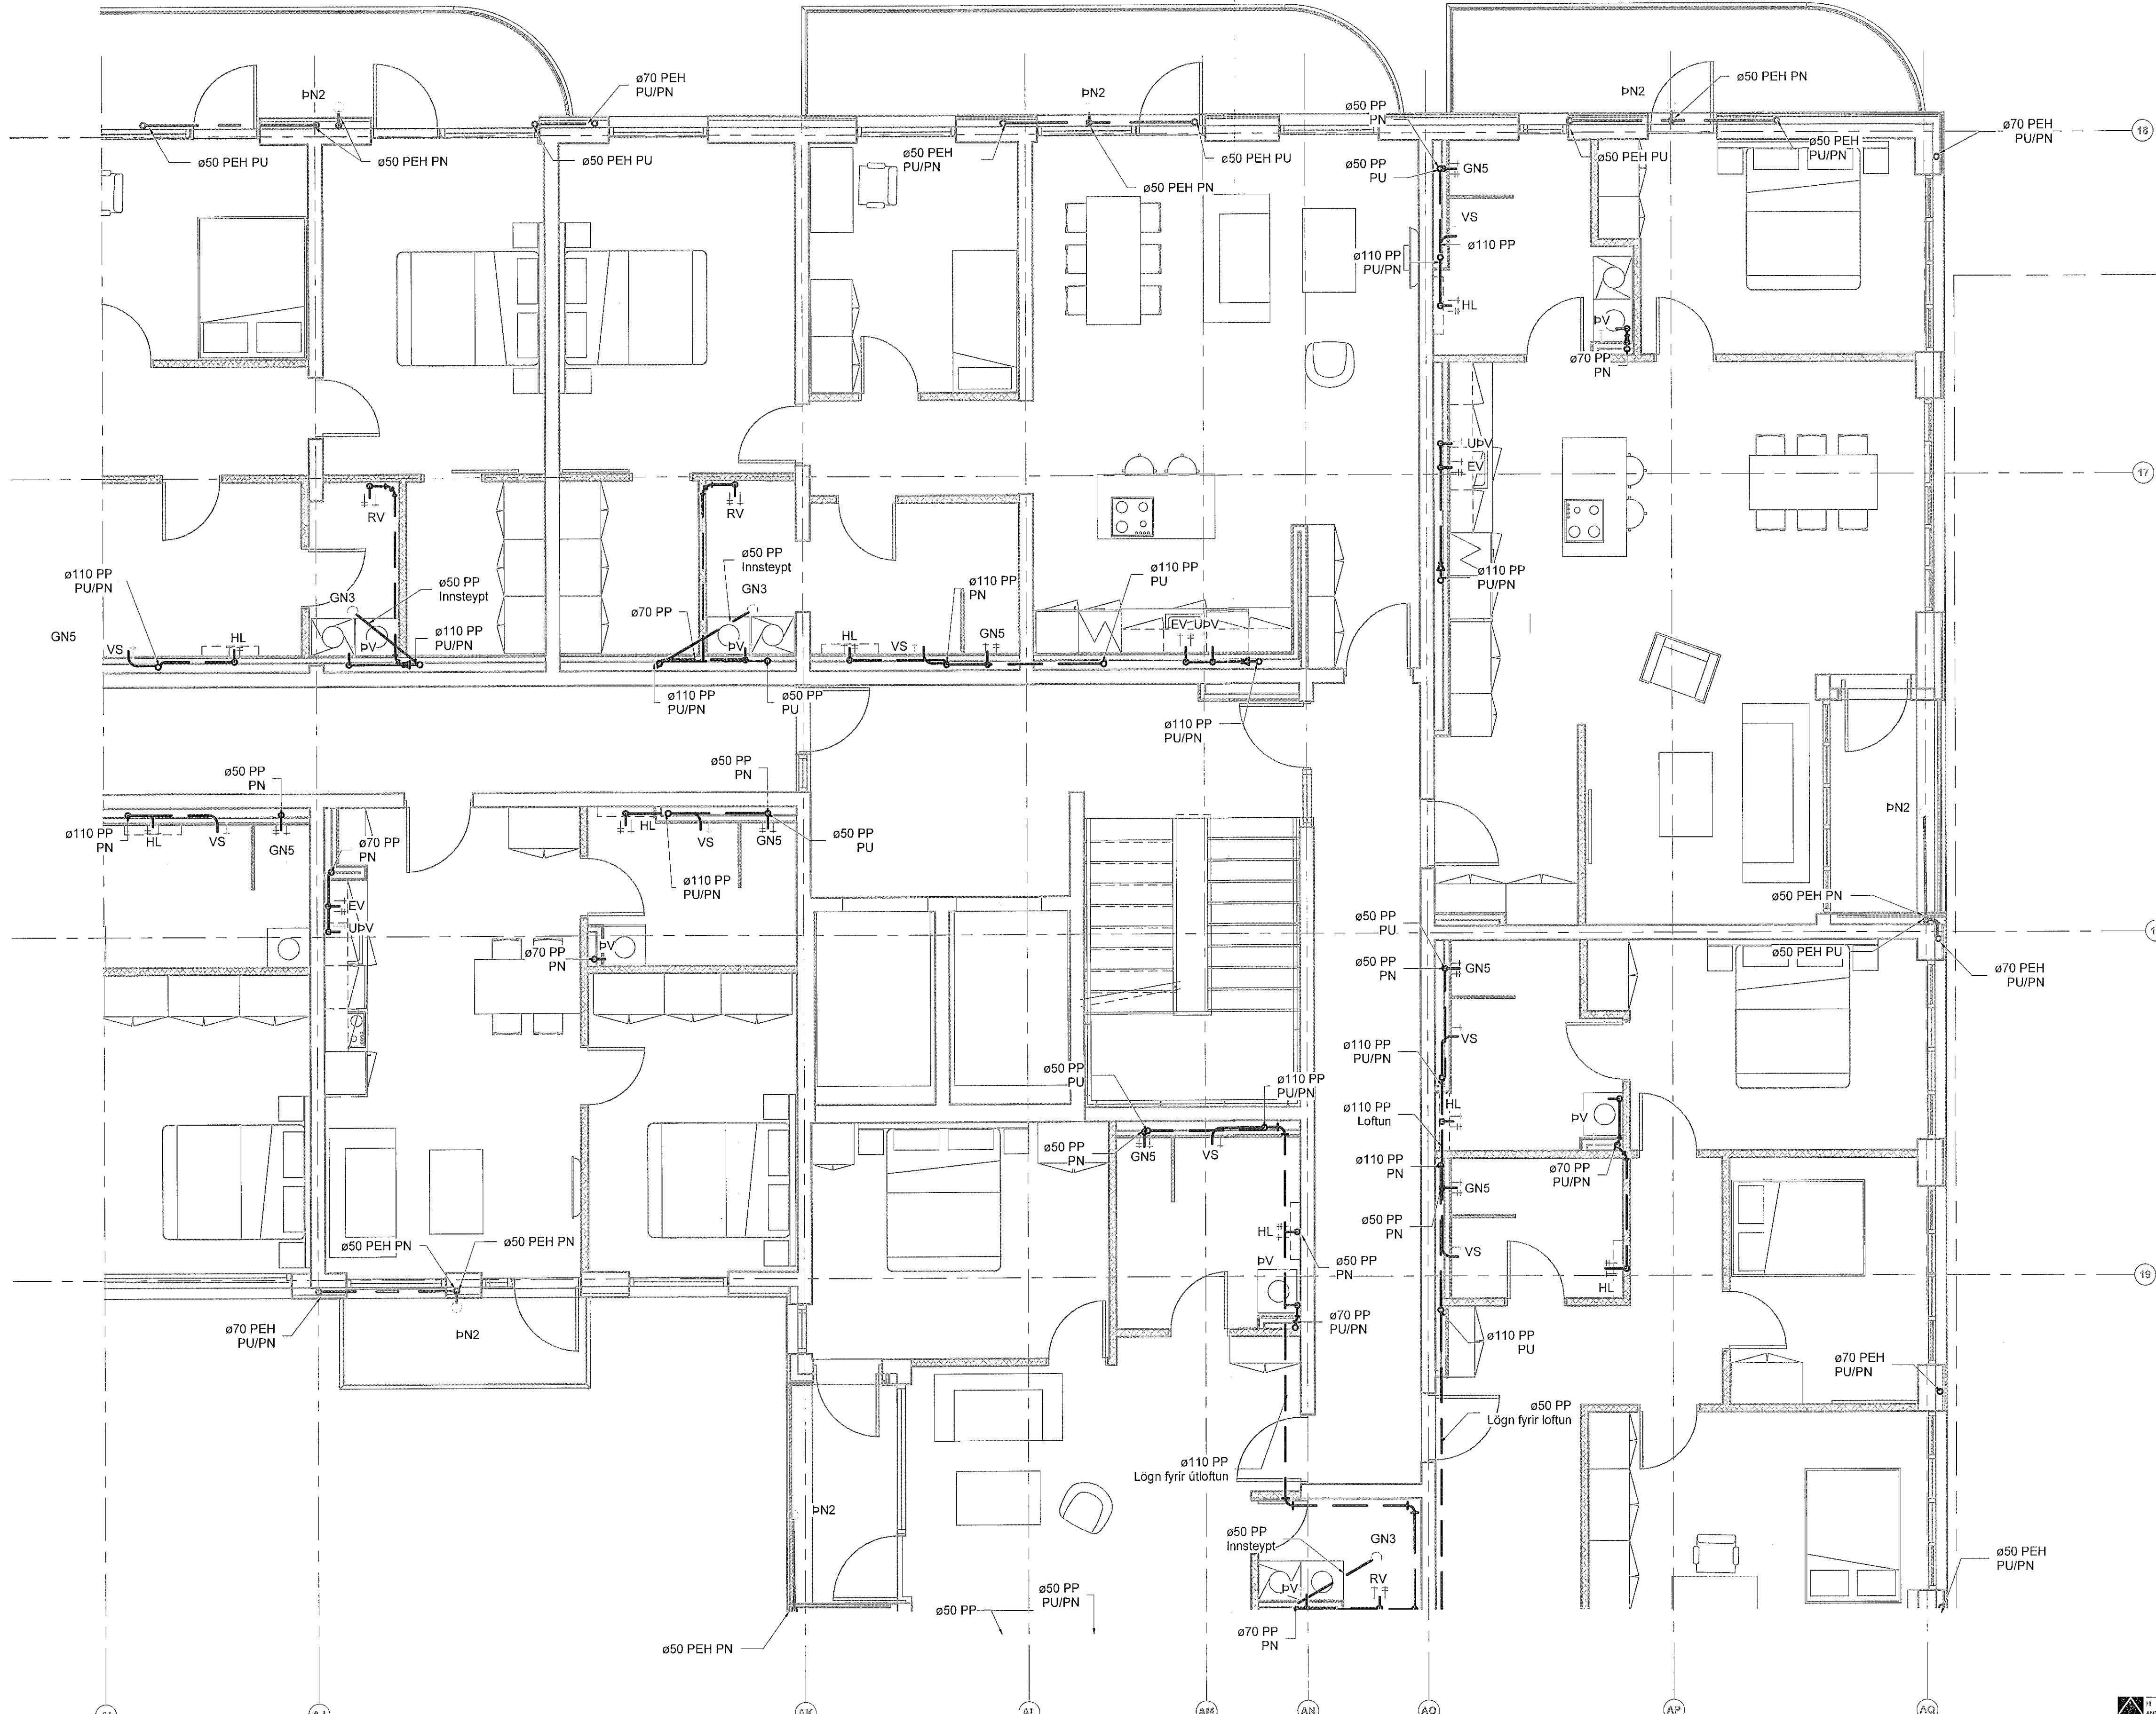 ø70 PEH
PU/PN
ÞN2
ÞN2
ÞN2
ø50 PEH PN
ø50 PP
PN
ø70 PEH
PU/PN
18
ø50 PEH PU
ø50 PEH PN
ø50 PEH PU
ø50 PEH
PU/PN
ø50 PEH PU
ø50 PEH PN
ø50 PP
PU
GN5
ø50 PEH PU
ø50 PEH
PU/PN
VS
ø110 PP
ø110 PP
PU/PN
HL
ÞV
ø70 PP
PN
UÞV
EV
17
RV
RV
ø50 PP
Innsteypt
GN3
ø110 PP
PU/PN
ø50 PP
Innsteypt
GN3
ø70 PP
ø110 PP
PN
ø110 PP
PU
ø110 PP
PU/PN
GN5
VS
HL
ÞV
ø110 PP
PU/PN
ÞV
HL
VS
GN5
EV
UÞV
ø110 PP
PU/PN
ø50 PP
PU
ø110 PP
PU/PN
ø50 PP
PN
ø50 PP
PN
ÞN2
ø110 PP
PN
HL
VS
GN5
ø70 PP
PN
HL
VS
GN5
ø50 PP
PU
ø110 PP
PU/PN
EV
UÞV
ø50 PEH PN
ø50 PP
PU
ÞV
ø70 PP
PN
ø50 PP
PN
GN5
ø50 PEH PU
ø70 PEH
PU/PN
VS
ø110 PP
PU/PN
ø50 PP
PU
ø110 PP
PU/PN
HL
ø110 PP
Loftun
ÞV
ø50 PP
PN
GN5
VS
ø110 PP
PN
ø70 PP
PU/PN
GN5
ø50 PP
PN
HL
ø50 PP
PN
VS
ÞV
HL
19
ø50 PEH PN
ø50 PEH PN
ø70 PEH
PU/PN
ÞN2
ø70 PP
PU/PN
ø110 PP
PU
ø70 PEH
PU/PN
ø50 PP
Lögn fyrir loftun
ø110 PP
Lögn fyrir útloftun
ÞN2
ø50 PP
Innsteypt
GN3
ÞV
RV
ø50 PEH
PU/PN
ø50 PP
ø50 PP
PU/PN
ø70 PP
PN
ø50 PEH PN
AK
AM
AN
AO
AP
AQ